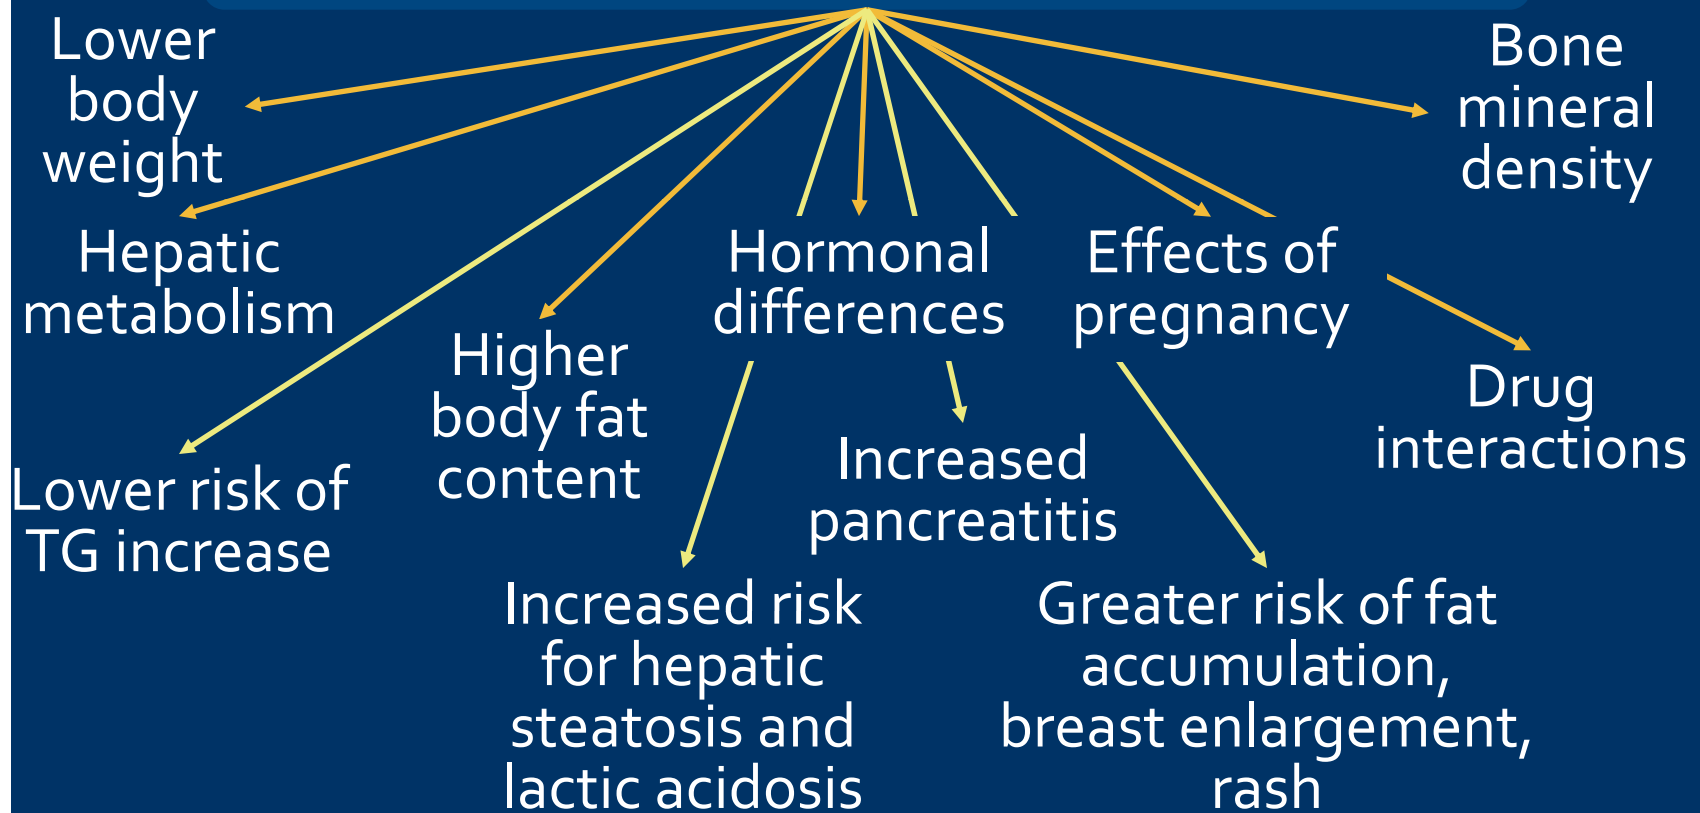 Lower
body
weight
Bone
mineral
density
Hepatic
metabolism
Hormonal
differences
Effects of
pregnancy
Higher
body fat
content
Drug
interactions
Increased
pancreatitis
Lower risk of
TG increase
Increased risk
for hepatic
steatosis and
lactic acidosis
Greater risk of fat
accumulation,
breast enlargement,
rash